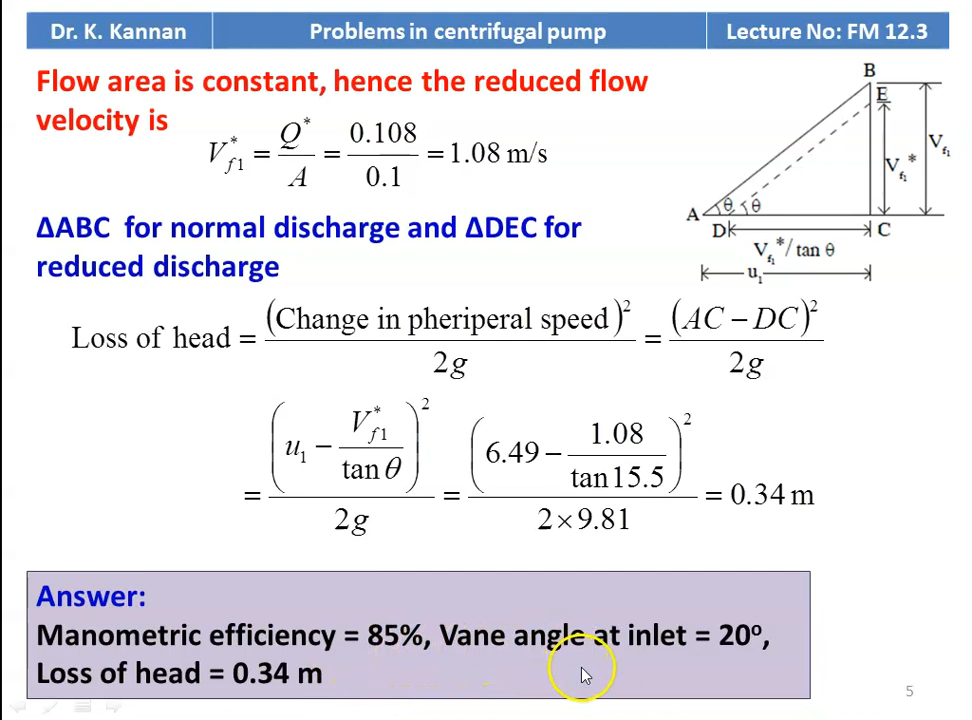 Dr. K. Kannan
Problems in centrifugal pump
Lecture No: FM 12.3
Flow area is constant, hence the reduced flow
velocity is
V*f1 = Q*/A = 0.108/0.1 = 1.08 m/s
B
E
Vf1
Vf1*
A
θ
θ
D
C
Vf1*/tan θ
u1
ΔABC for normal discharge and ΔDEC for
reduced discharge
Loss of head = (Change in pheriperal speed)²/2g = (AC − DC)²/2g
= (u1 − V*f1/tan θ)²/2g = (6.49 − 1.08/tan15.5)²/2×9.81 = 0.34 m
Answer:
Manometric efficiency = 85%, Vane angle at inlet = 20º,
Loss of head = 0.34 m
5